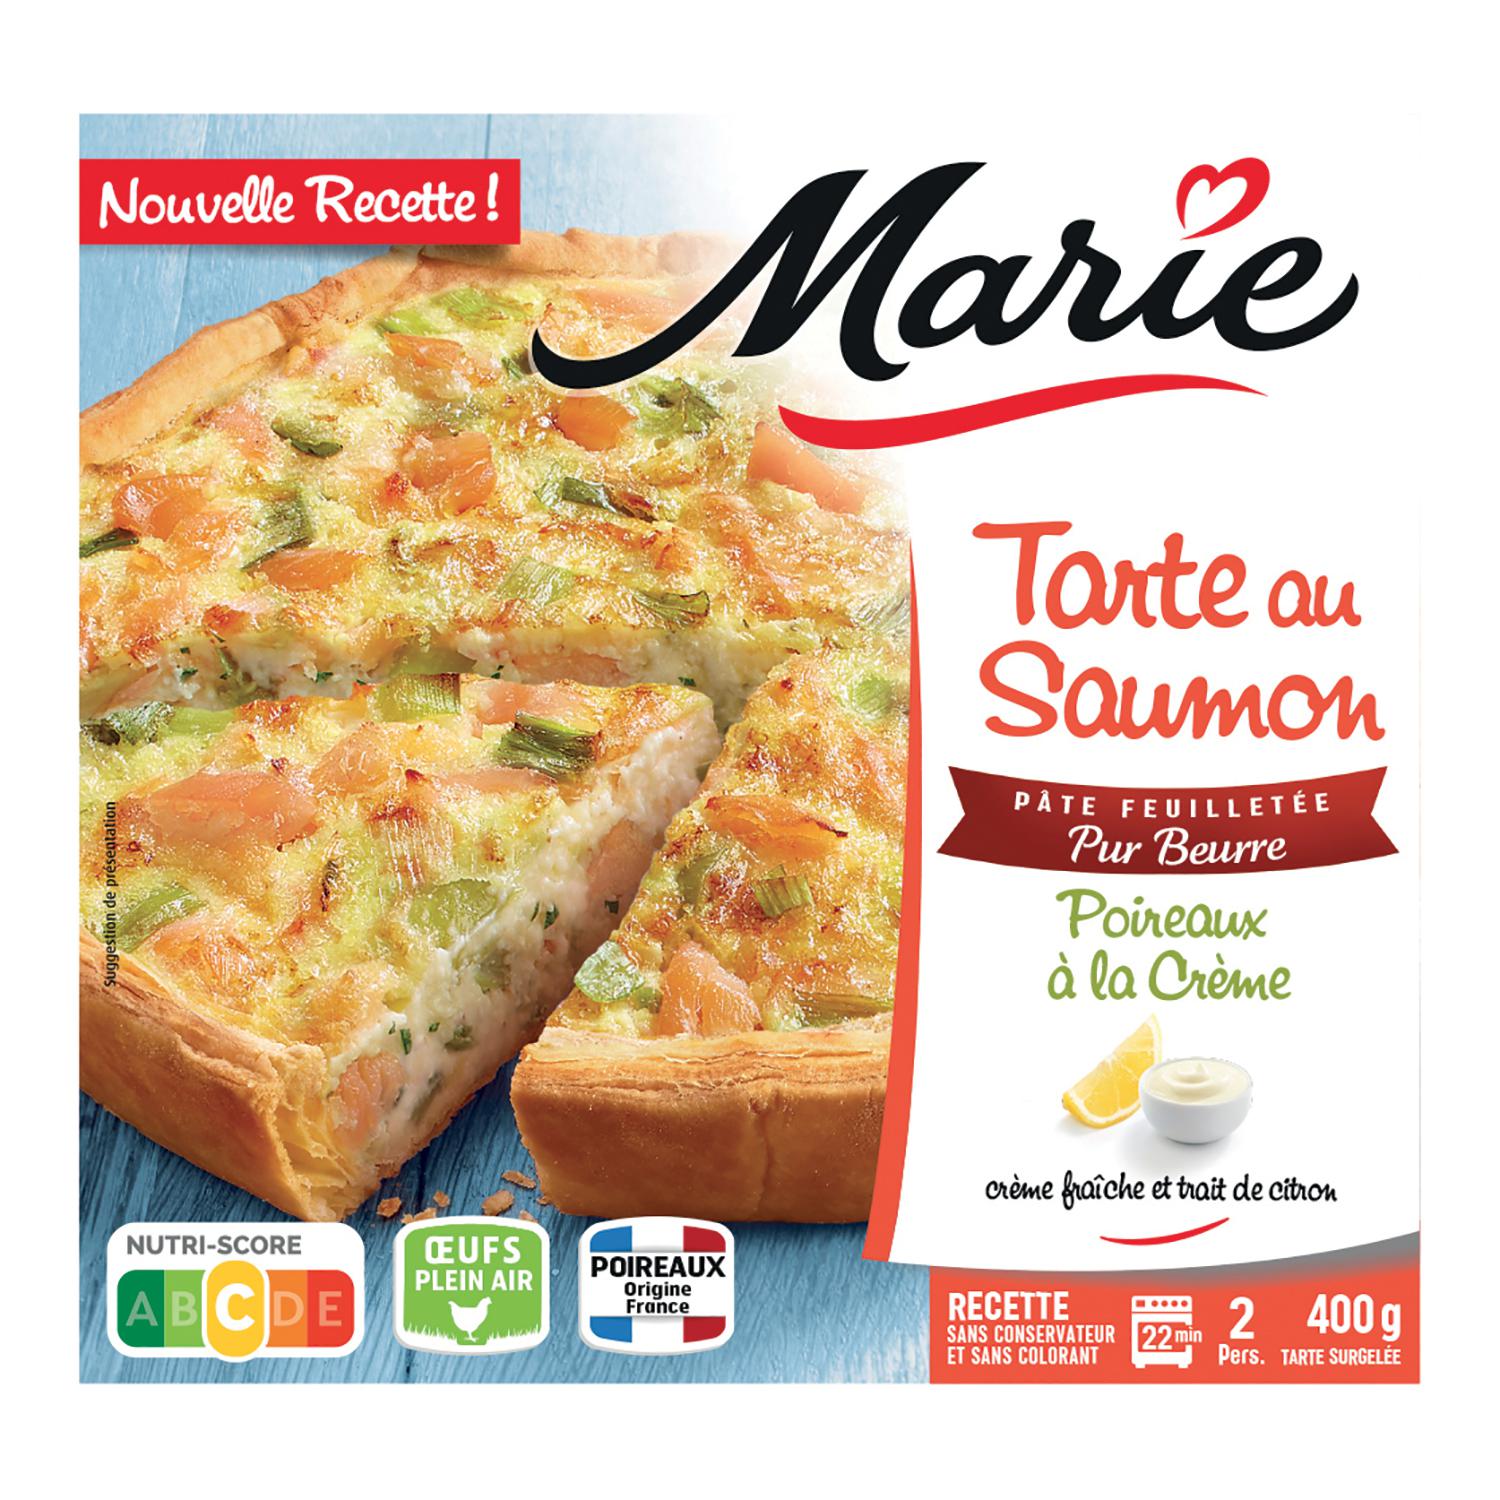 Nouvelle Recette !
Marie
Tarte au
Saumon
PÂTE FEUILLETÉE
Pur Beurre
Poireaux
à la Crème
crème fraîche et trait de citron
Suggestion de présentation
NUTRI-SCORE
A B C D E
ŒUFS
PLEIN AIR
POIREAUX
Origine
France
RECETTE
SANS CONSERVATEUR
ET SANS COLORANT
22 min
2
Pers.
400 g
TARTE SURGELÉE